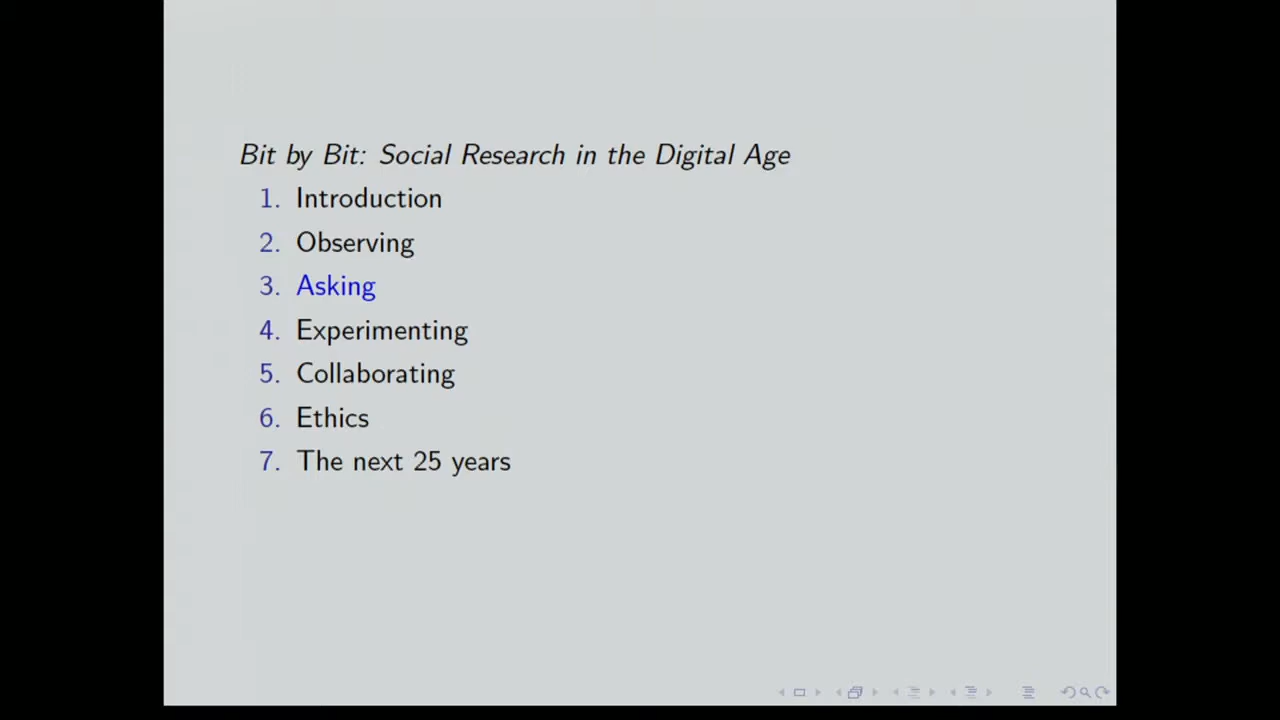 Bit by Bit: Social Research in the Digital Age
1. Introduction
2. Observing
3. Asking
4. Experimenting
5. Collaborating
6. Ethics
7. The next 25 years